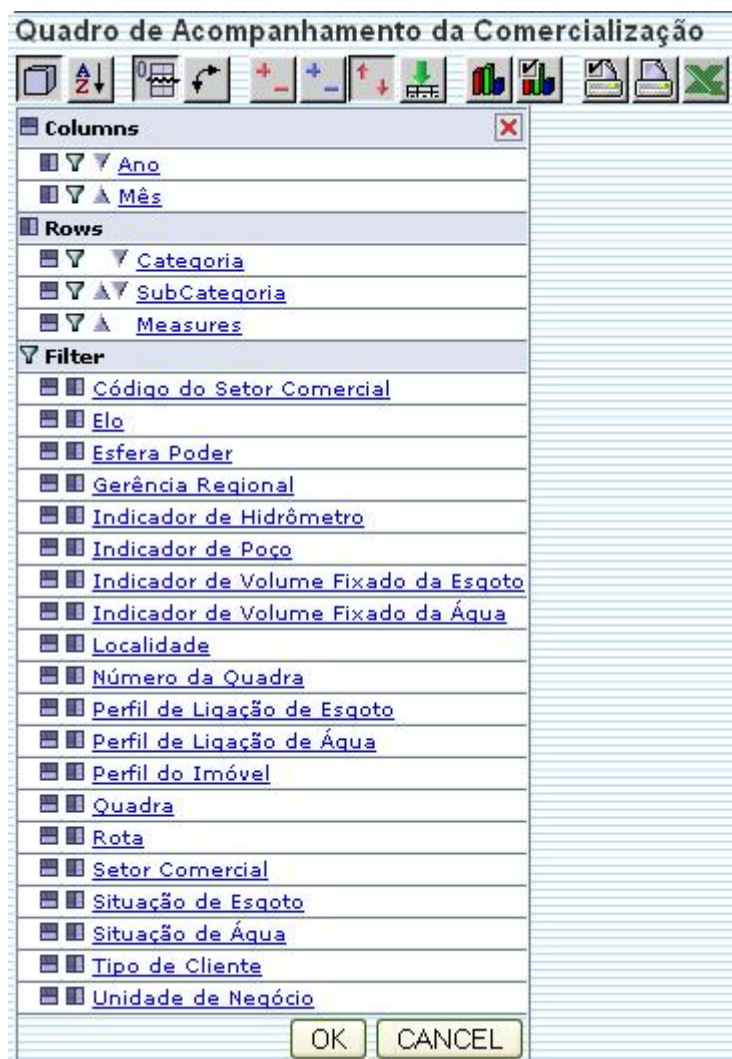 Quadro de Acompanhamento da Comercialização
Columns
Ano
Mês
Rows
Categoria
SubCategoria
Measures
Filter
Código do Setor Comercial
Elo
Esfera Poder
Gerência Regional
Indicador de Hidrômetro
Indicador de Poço
Indicador de Volume Fixado da Esgoto
Indicador de Volume Fixado da Água
Localidade
Número da Quadra
Perfil de Ligação de Esgoto
Perfil de Ligação de Água
Perfil do Imóvel
Quadra
Rota
Setor Comercial
Situação de Esgoto
Situação de Água
Tipo de Cliente
Unidade de Negócio
OK CANCEL